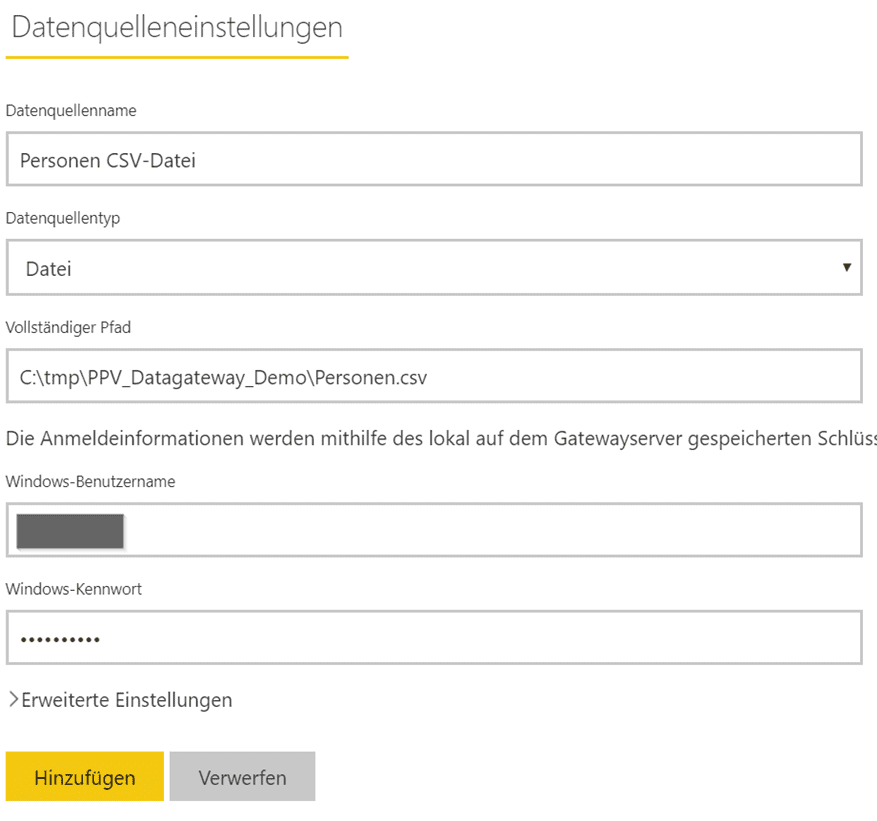 Datenquelleneinstellungen
Datenquellenname
Personen CSV-Datei
Datenquellentyp
Datei
Vollständiger Pfad
C:\tmp\PPV_Datagateway_Demo\Personen.csv
Die Anmeldeinformationen werden mithilfe des lokal auf dem Gatewayserver gespeicherten Schlüss
Windows-Benutzername
Windows-Kennwort
••••••••••
Erweiterte Einstellungen
Hinzufügen Verwerfen